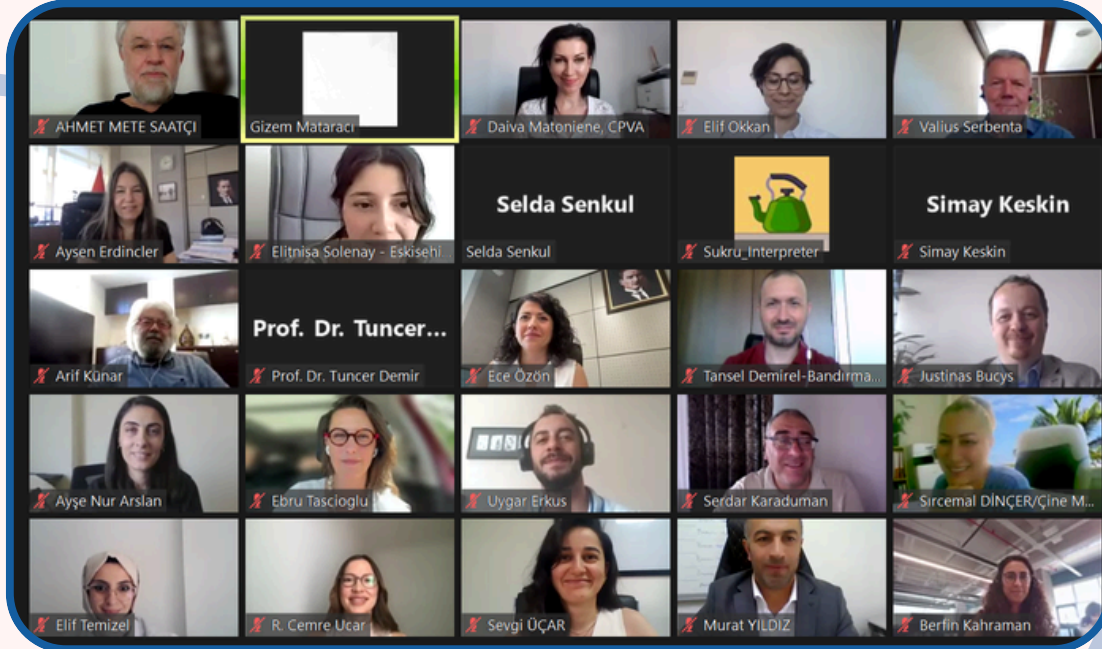 AHMET METE SAATÇI
Gizem Mataracı
Daiva Matoniene, CPVA
Elif Okkan
Valius Serbenta
Aysen Erdincler
Elitnisa Solenay - Eskisehi
Selda Senkul
Selda Senkul
Sukru_Interpreter
Simay Keskin
Simay Keskin
Arif Künar
Prof. Dr. Tuncer...
Prof. Dr. Tuncer Demir
Ece Özön
Tansel Demirel-Bandırma...
Justinas Bucys
Ayşe Nur Arslan
Ebru Tascioglu
Uygar Erkus
Serdar Karaduman
Sırcemal DİNÇER/Çine M...
Elif Temizel
R. Cemre Ucar
Sevgi ÜÇAR
Murat YILDIZ
Berfin Kahraman